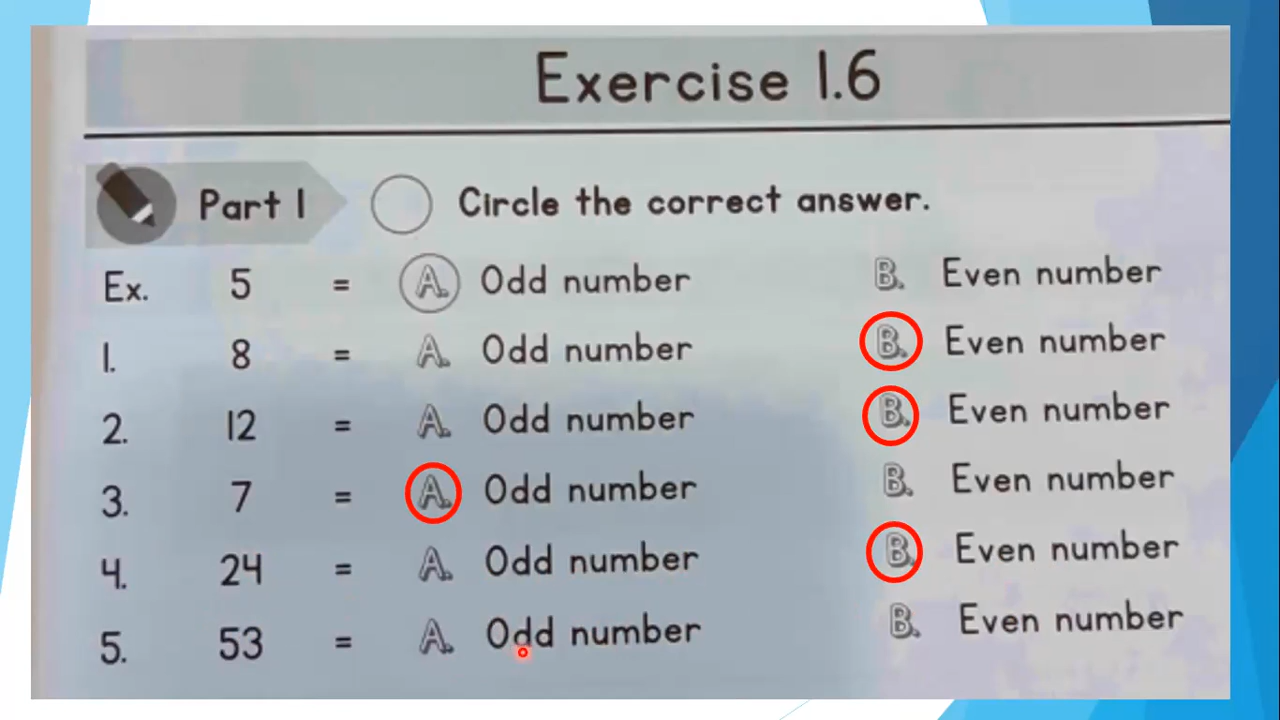 Exercise 1.6
Part 1 Circle the correct answer.
Ex. 5 = A. Odd number B. Even number
1. 8 = A. Odd number B. Even number
2. 12 = A. Odd number B. Even number
3. 7 = A. Odd number B. Even number
4. 24 = A. Odd number B. Even number
5. 53 = A. Odd number B. Even number